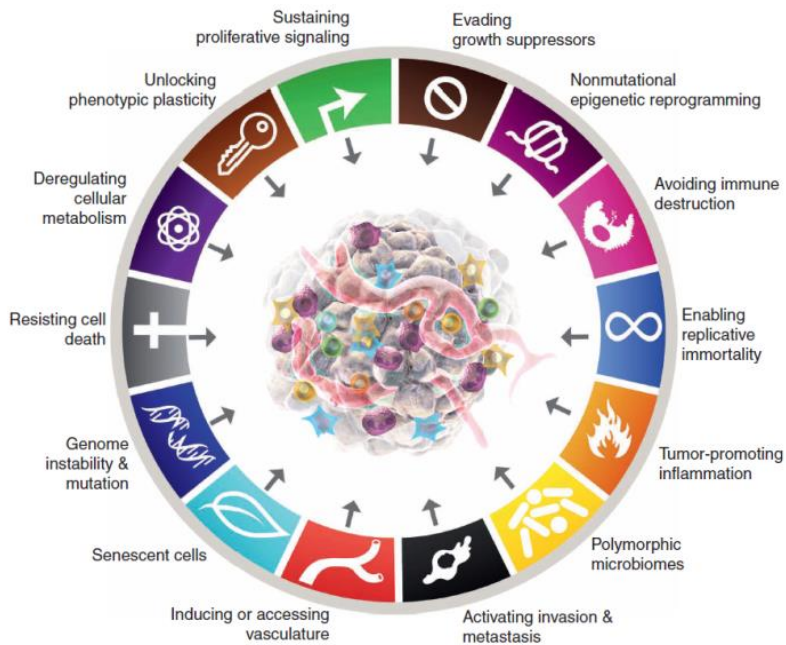 Sustaining
proliferative signaling
Evading
growth suppressors
Nonmutational
epigenetic reprogramming
Avoiding immune
destruction
Enabling
replicative
immortality
Tumor-promoting
inflammation
Polymorphic
microbiomes
Activating invasion &
metastasis
Inducing or accessing
vasculature
Senescent cells
Genome
instability &
mutation
Resisting cell
death
Deregulating
cellular
metabolism
Unlocking
phenotypic plasticity